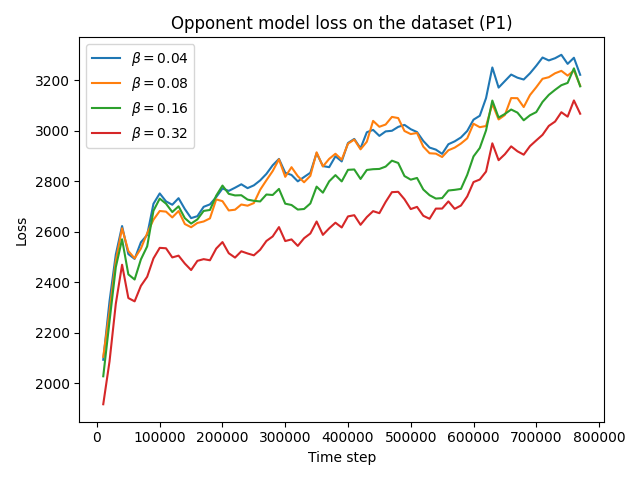 Opponent model loss on the dataset (P1)
β = 0.04
β = 0.08
β = 0.16
β = 0.32
Loss
3200
3000
2800
2600
2400
2200
2000
0 100000 200000 300000 400000 500000 600000 700000 800000
Time step